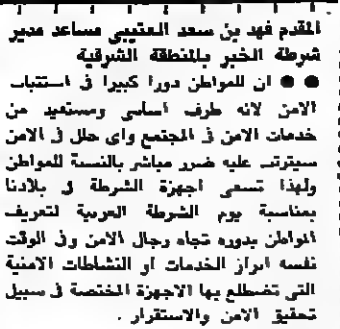 المقدم فهد بن سعد العتيبي مساعد مدير
شرطة الخبر بالمنطقة الشرقية
●● ان للمواطن دورا كبيرا في استتباب
الامن لانه طرف اساسي ومستفيد من
خدمات الامن في المجتمع واي خلل في الامن
سيترتب عليه ضرر مباشر بالنسبة للمواطن
ولهذا تسعى اجهزة الشرطة في بلادنا
بمناسبة يوم الشرطة العربية لتعريف
المواطن بدوره تجاه رجال الامن وفي الوقت
نفسه ابراز الخدمات او النشاطات الامنية
التي تضطلع بها الاجهزة المختصة في سبيل
تحقيق الامن والاستقرار .